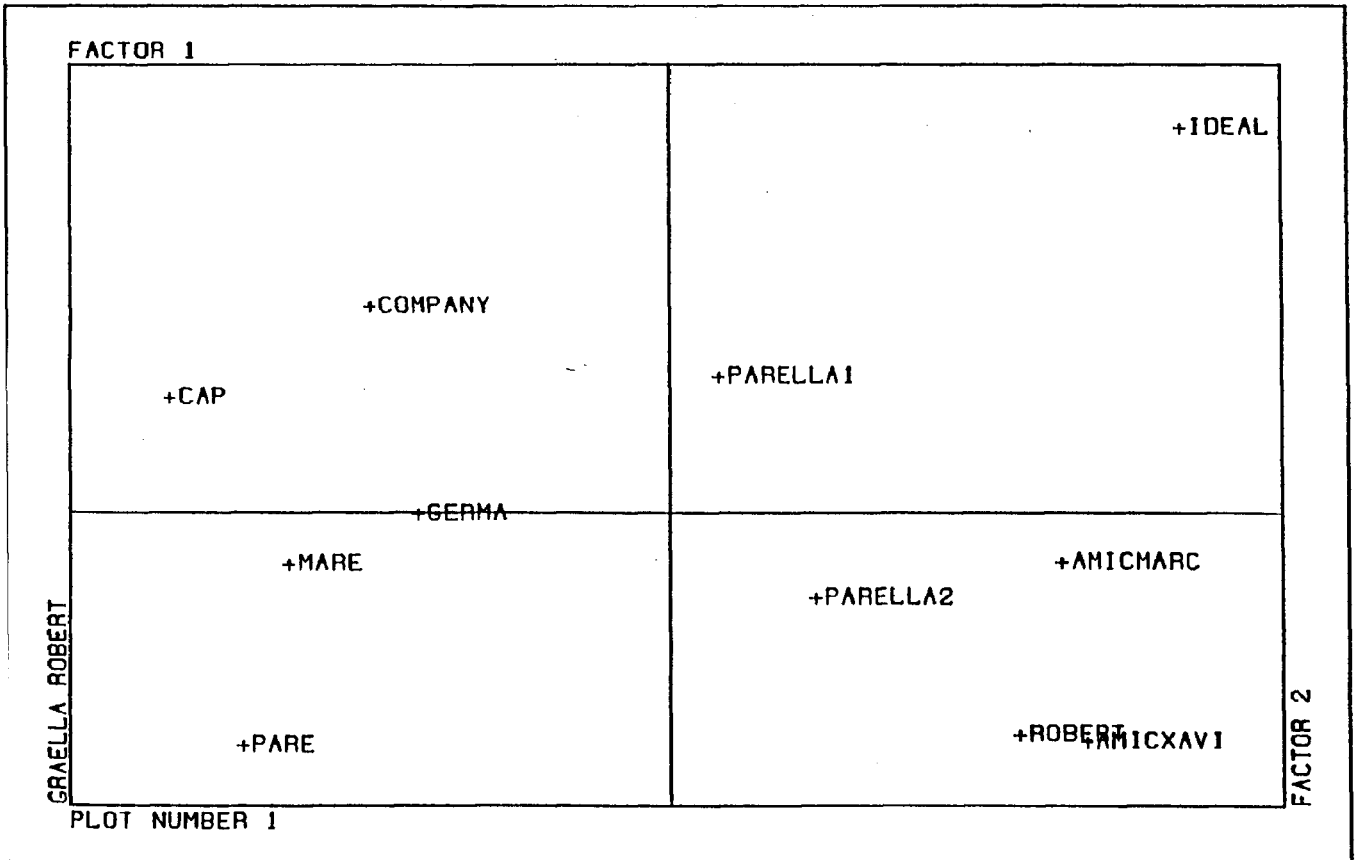 FACTOR 1
+IDEAL
+COMPANY
+PARELLA1
+CAP
+GERMA
+MARE
+AMICMARC
+PARELLA2
GRAELLA ROBERT
FACTOR 2
+ROBERT
+AMICXAVI
+PARE
PLOT NUMBER 1